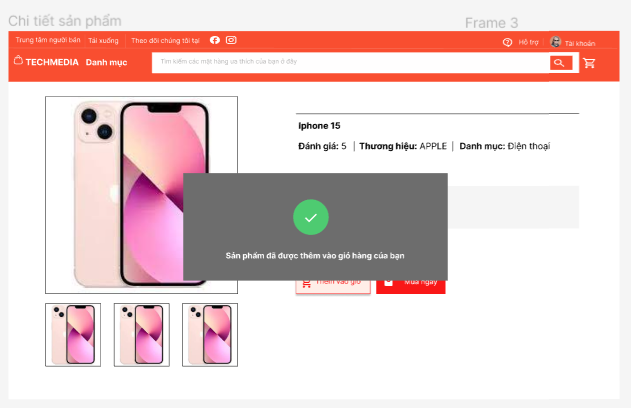 Chi tiết sản phẩm
Frame 3
Trung tâm người bán Tải xuống Theo dõi chúng tôi tại
Hỗ trợ Tài khoản
TECHMEDIA Danh mục
Tìm kiếm các mặt hàng ưa thích của bạn ở đây
Iphone 15
Đánh giá: 5 | Thương hiệu: APPLE | Danh mục: Điện thoại
Sản phẩm đã được thêm vào giỏ hàng của bạn
Thêm vào giỏ
Mua ngay